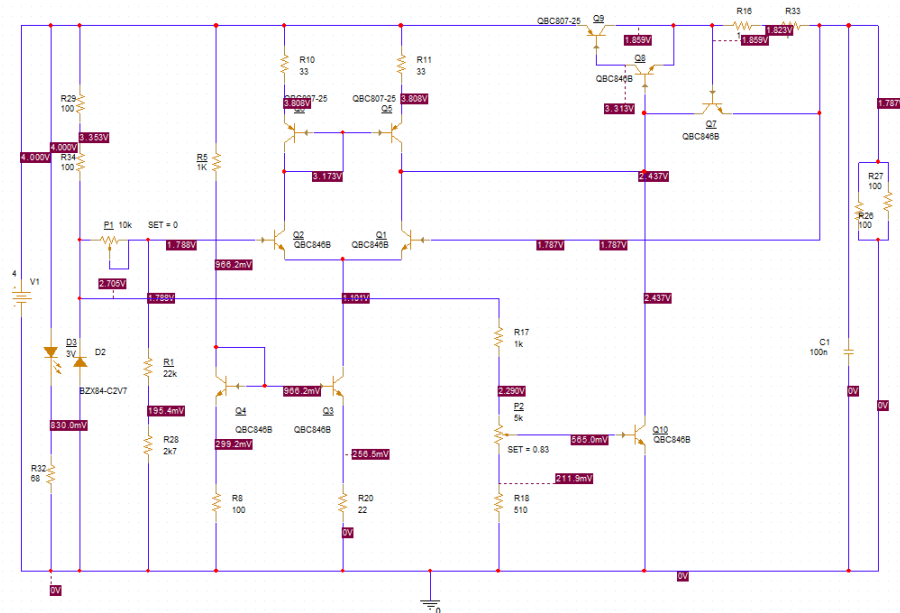 QBC807-25
Q9
R16
R33
1
1.823V
1.859V
1.859V
R10
33
R11
33
Q8
QBC846B
3.313V
QBC807-25
3.808V
QBC807-25
3.808V
Q5
Q7
QBC846B
1.787V
R29
100
3.353V
4.000V
4.000V
R34
100
R5
1K
3.173V
2.437V
R27
100
R26
100
P1
10k
SET = 0
1.788V
Q2
QBC846B
Q1
QBC846B
1.787V
1.787V
966.2mV
2.705V
1.788V
1.101V
2.437V
4
V1
D3
3V
D2
BZX84-C2V7
R1
22k
R17
1k
C1
100n
2.290V
P2
5k
0V
0V
830.0mV
195.4mV
966.2mV
Q4
QBC846B
Q3
QBC846B
299.2mV
256.5mV
565.0mV
Q10
QBC846B
SET = 0.83
211.9mV
R28
2k7
R32
68
R8
100
R20
22
R18
510
0V
0V
0V
0